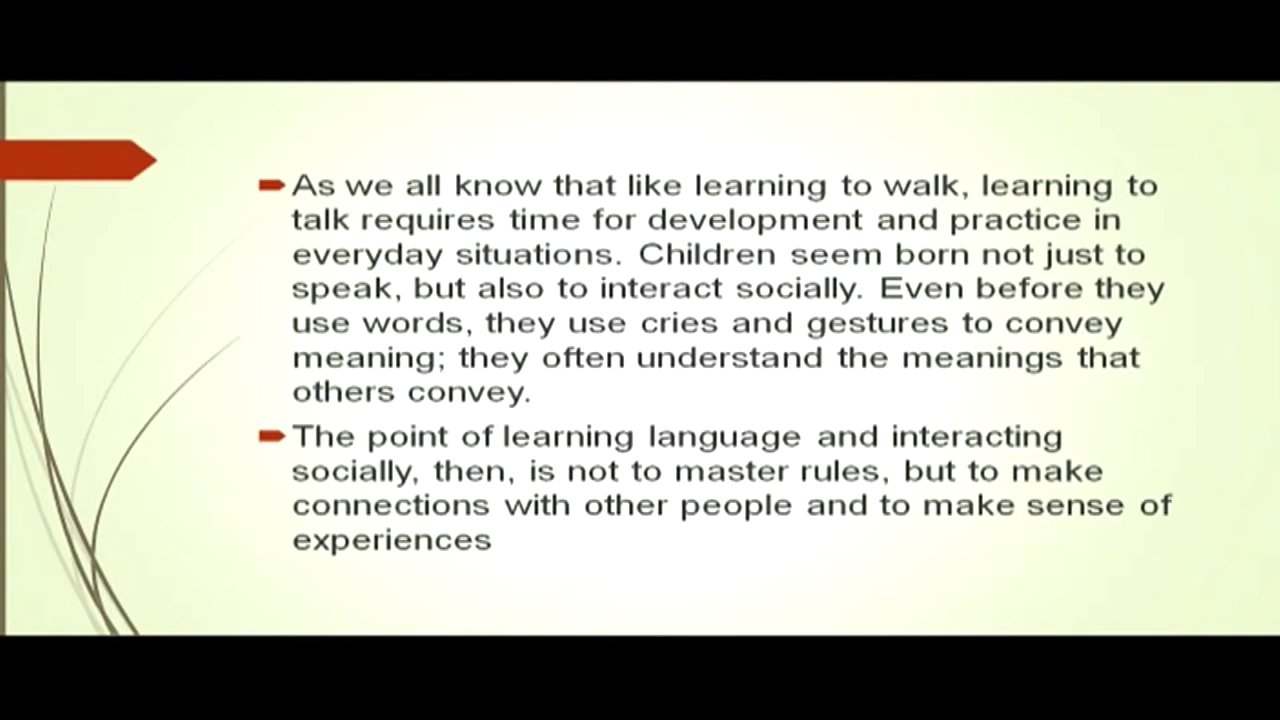 As we all know that like learning to walk, learning to
talk requires time for development and practice in
everyday situations. Children seem born not just to
speak, but also to interact socially. Even before they
use words, they use cries and gestures to convey
meaning; they often understand the meanings that
others convey.
The point of learning language and interacting
socially, then, is not to master rules, but to make
connections with other people and to make sense of
experiences